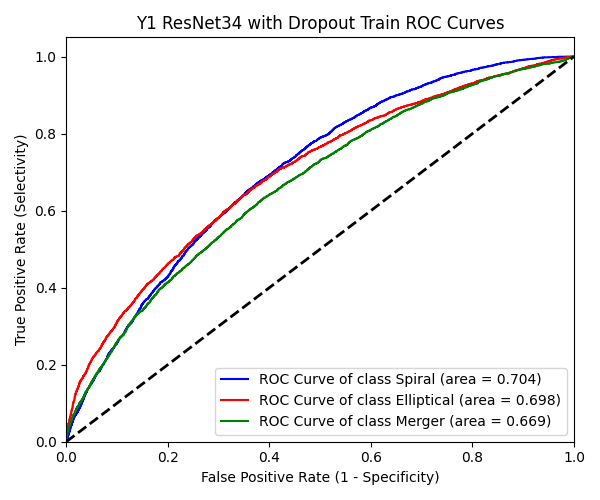 Y1 ResNet34 with Dropout Train ROC Curves
True Positive Rate (Selectivity)
1.0
0.8
0.6
0.4
0.2
0.0
ROC Curve of class Spiral (area = 0.704)
ROC Curve of class Elliptical (area = 0.698)
ROC Curve of class Merger (area = 0.669)
0.0 0.2 0.4 0.6 0.8 1.0
False Positive Rate (1 - Specificity)